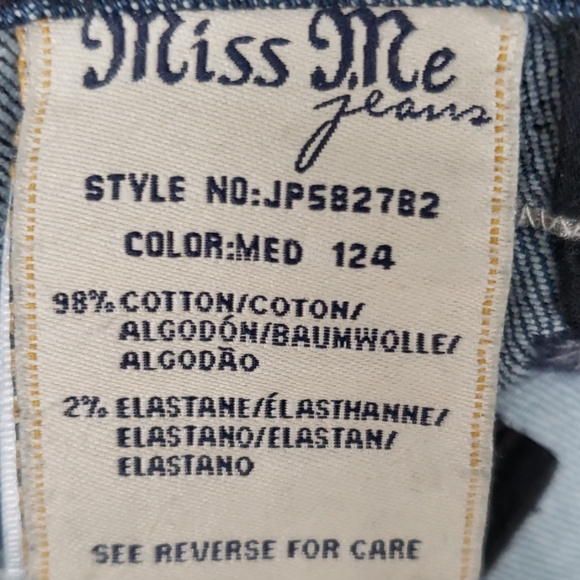 Miss Me
jeans
STYLE NO:JP5827B2
COLOR:MED 124
98% COTTON/COTON/
ALGODÓN/BAUMWOLLE/
ALGODÃO
2% ELASTANE/ÉLASTHANNE/
ELASTANO/ELASTAN/
ELASTANO
SEE REVERSE FOR CARE